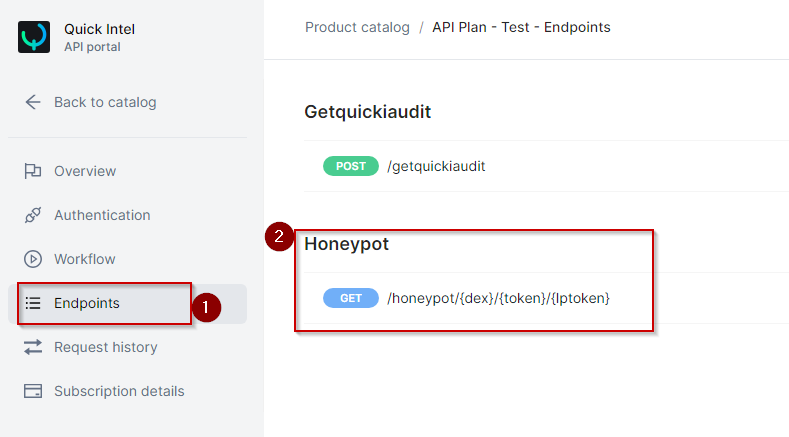 Quick Intel
API portal
Back to catalog
Overview
Authentication
Workflow
Endpoints
1
Request history
Subscription details
Product catalog / API Plan - Test - Endpoints
Getquickiaudit
POST /getquickiaudit
2
Honeypot
GET /honeypot/{dex}/{token}/{lptoken}